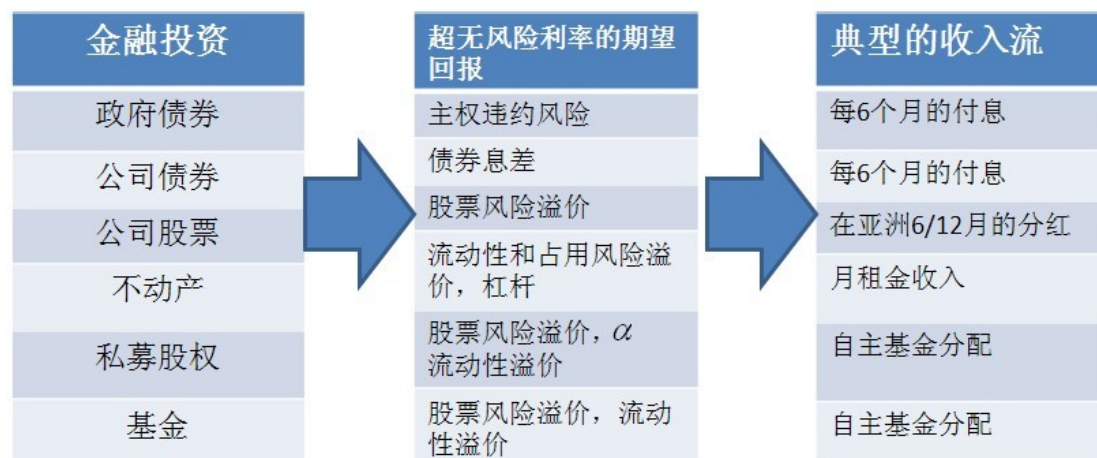 金融投资
政府债券
公司债券
公司股票
不动产
私募股权
基金
超无风险利率的期望
回报
主权违约风险
债券息差
股票风险溢价
流动性和占用风险溢
价，杠杆
股票风险溢价，α
流动性溢价
股票风险溢价，流动
性溢价
典型的收入流
每6个月的付息
每6个月的付息
在亚洲6/12月的分红
月租金收入
自主基金分配
自主基金分配